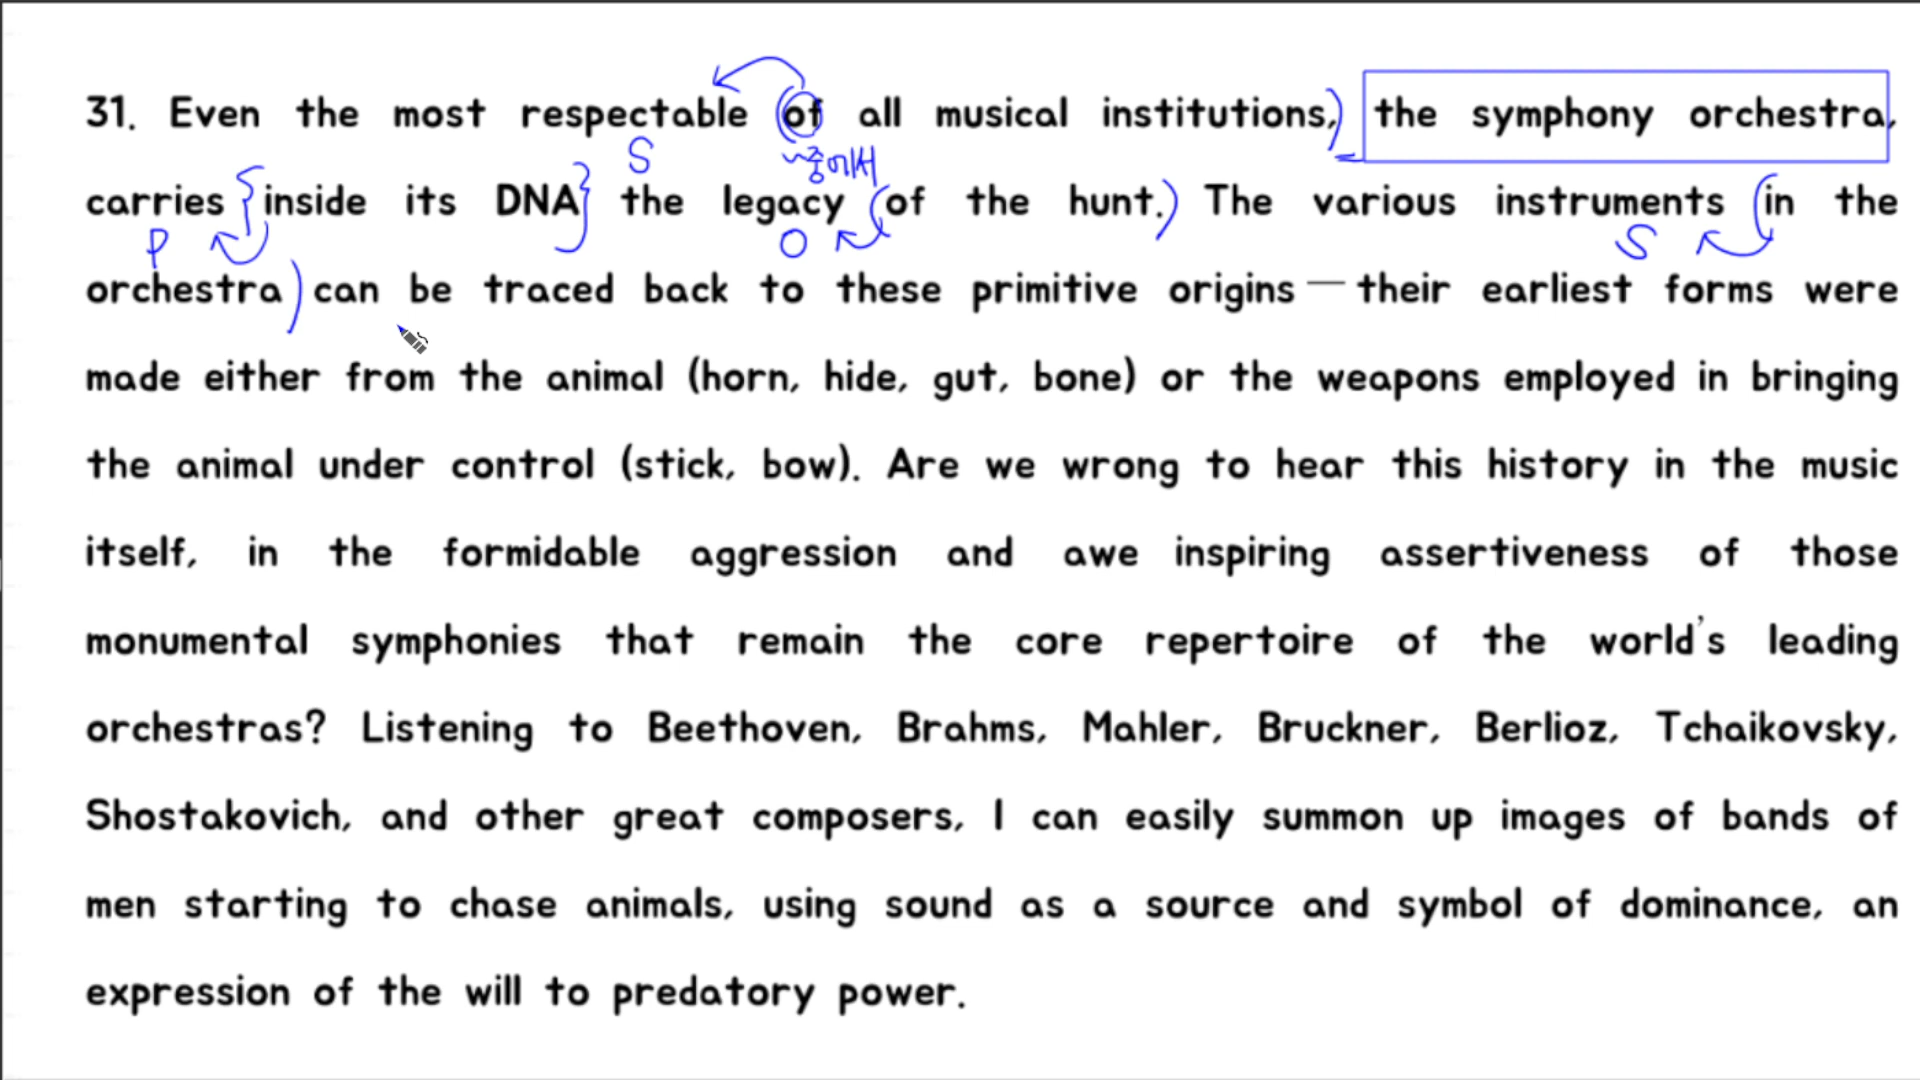 31. Even the most respectable of all musical institutions, the symphony orchestra,
S ~중에서
carries inside its DNA the legacy of the hunt. The various instruments in the
P O S
orchestra can be traced back to these primitive origins — their earliest forms were
made either from the animal (horn, hide, gut, bone) or the weapons employed in bringing
the animal under control (stick, bow). Are we wrong to hear this history in the music
itself, in the formidable aggression and awe inspiring assertiveness of those
monumental symphonies that remain the core repertoire of the world's leading
orchestras? Listening to Beethoven, Brahms, Mahler, Bruckner, Berlioz, Tchaikovsky,
Shostakovich, and other great composers, I can easily summon up images of bands of
men starting to chase animals, using sound as a source and symbol of dominance, an
expression of the will to predatory power.